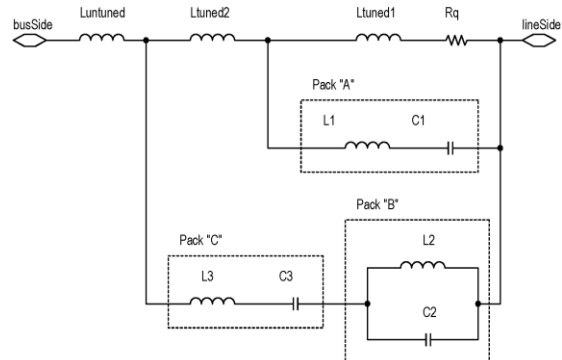 busSide Luntuned Ltuned2 Ltuned1 Rq lineSide
Pack "A"
L1 C1
Pack "B"
Pack "C" L2
L3 C3
C2